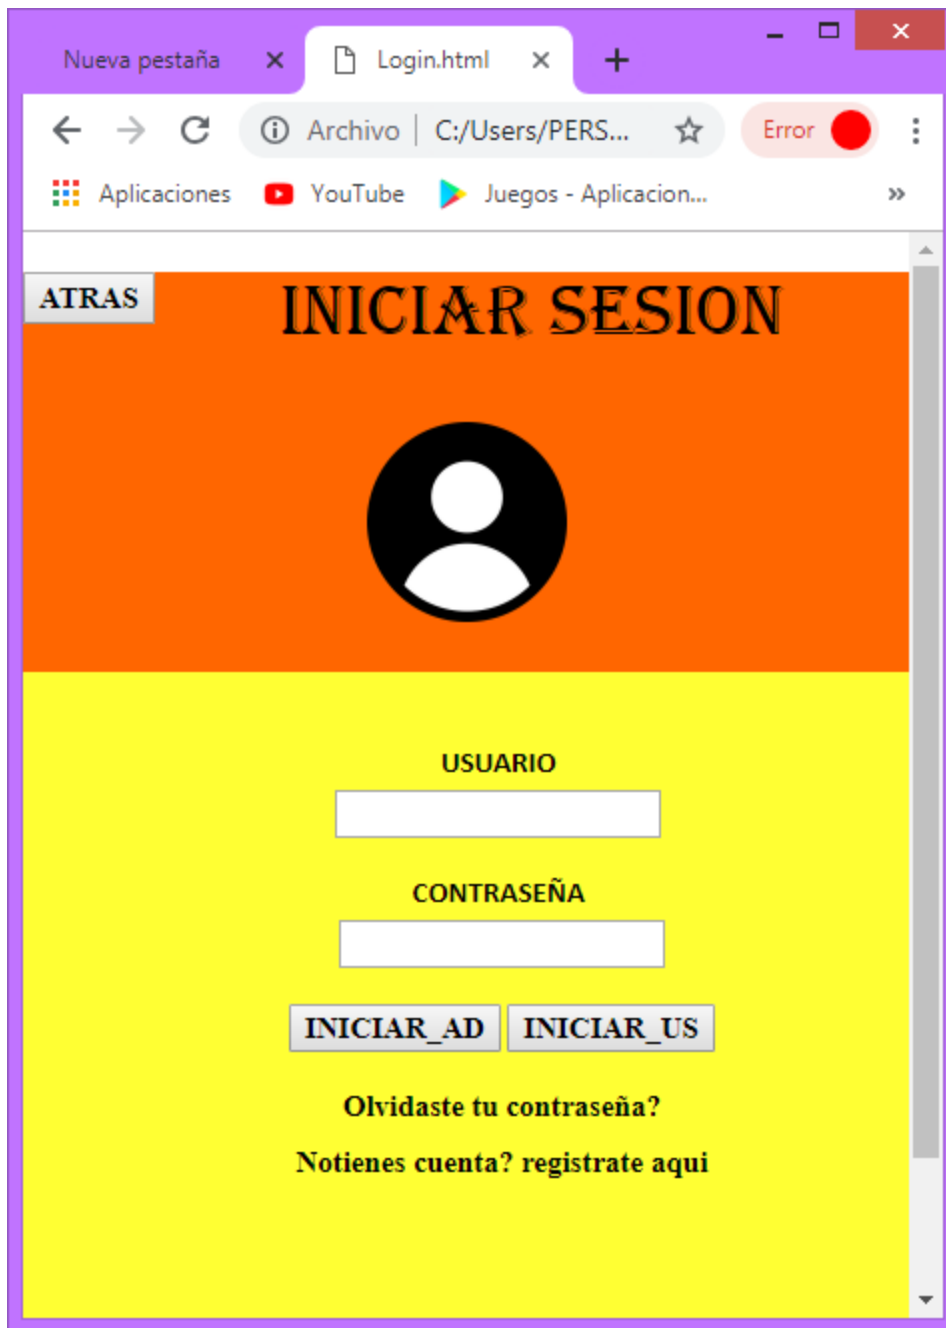 Nueva pestaña
Login.html
Archivo
C:/Users/PERS...
Error
Aplicaciones
YouTube
Juegos - Aplicacion...
ATRAS
INICIAR SESION
USUARIO
CONTRASEÑA
INICIAR_AD
INICIAR_US
Olvidaste tu contraseña?
Notienes cuenta? registrate aqui